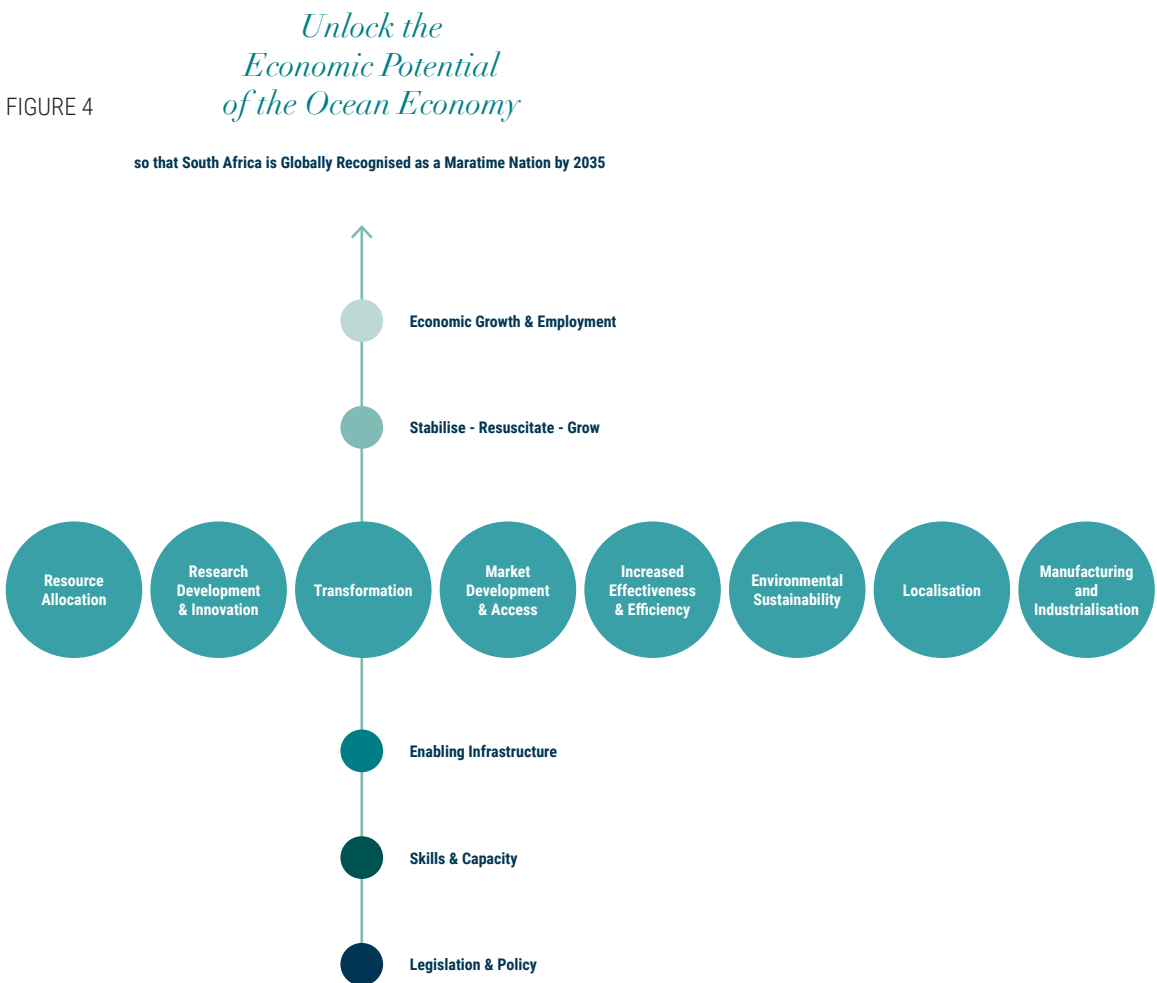 Unlock the
Economic Potential
of the Ocean Economy
FIGURE 4
so that South Africa is Globally Recognised as a Maratime Nation by 2035
Economic Growth & Employment
Stabilise - Resuscitate - Grow
Resource
Allocation
Research
Development
& Innovation
Transformation
Market
Development
& Access
Increased
Effectiveness
& Efficiency
Environmental
Sustainability
Localisation
Manufacturing
and
Industrialisation
Enabling Infrastructure
Skills & Capacity
Legislation & Policy